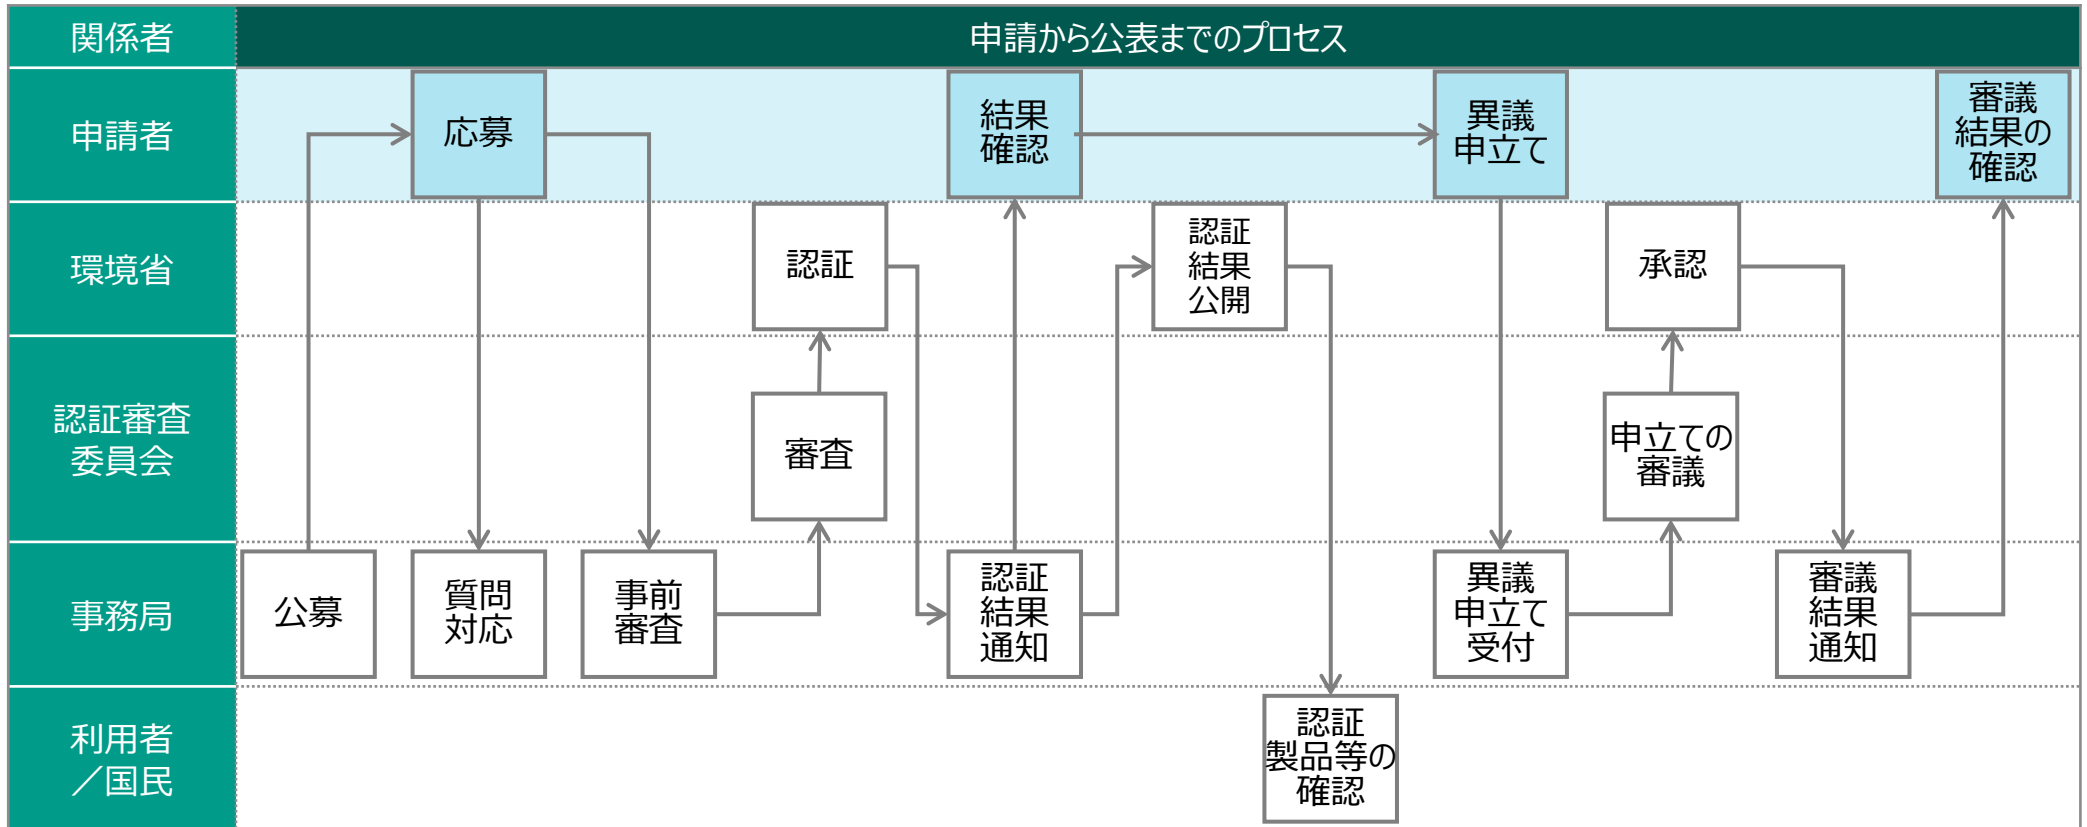 関係者
申請から公表までのプロセス
申請者
応募
結果
確認
異議
申立て
審議
結果の
確認
環境省
認証
認証
結果
公開
承認
認証審査
委員会
審査
申立ての
審議
事務局
公募
質問
対応
事前
審査
認証
結果
通知
異議
申立て
受付
審議
結果
通知
利用者
／国民
認証
製品等の
確認